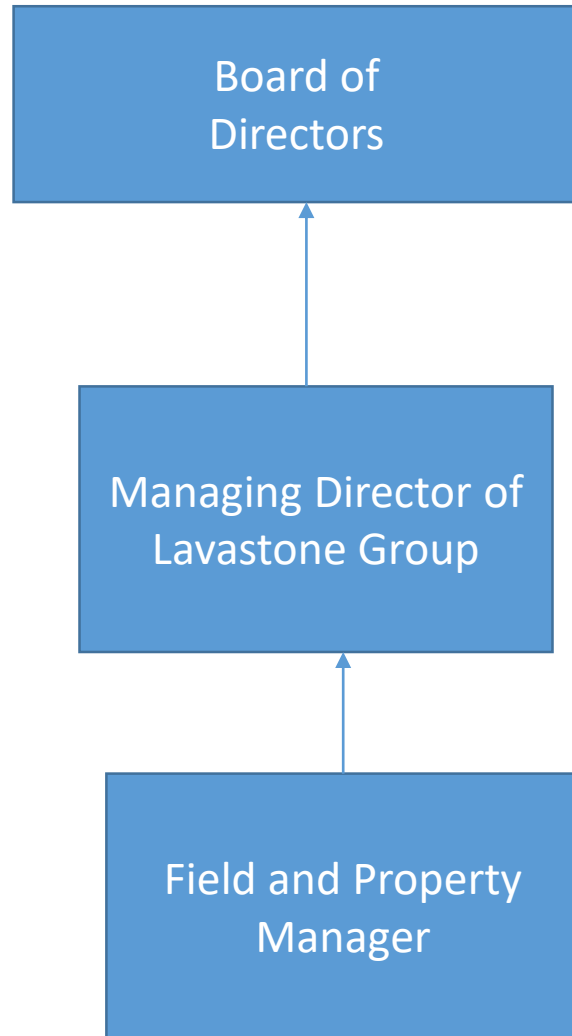 Board of
Directors
Managing Director of
Lavastone Group
Field and Property
Manager